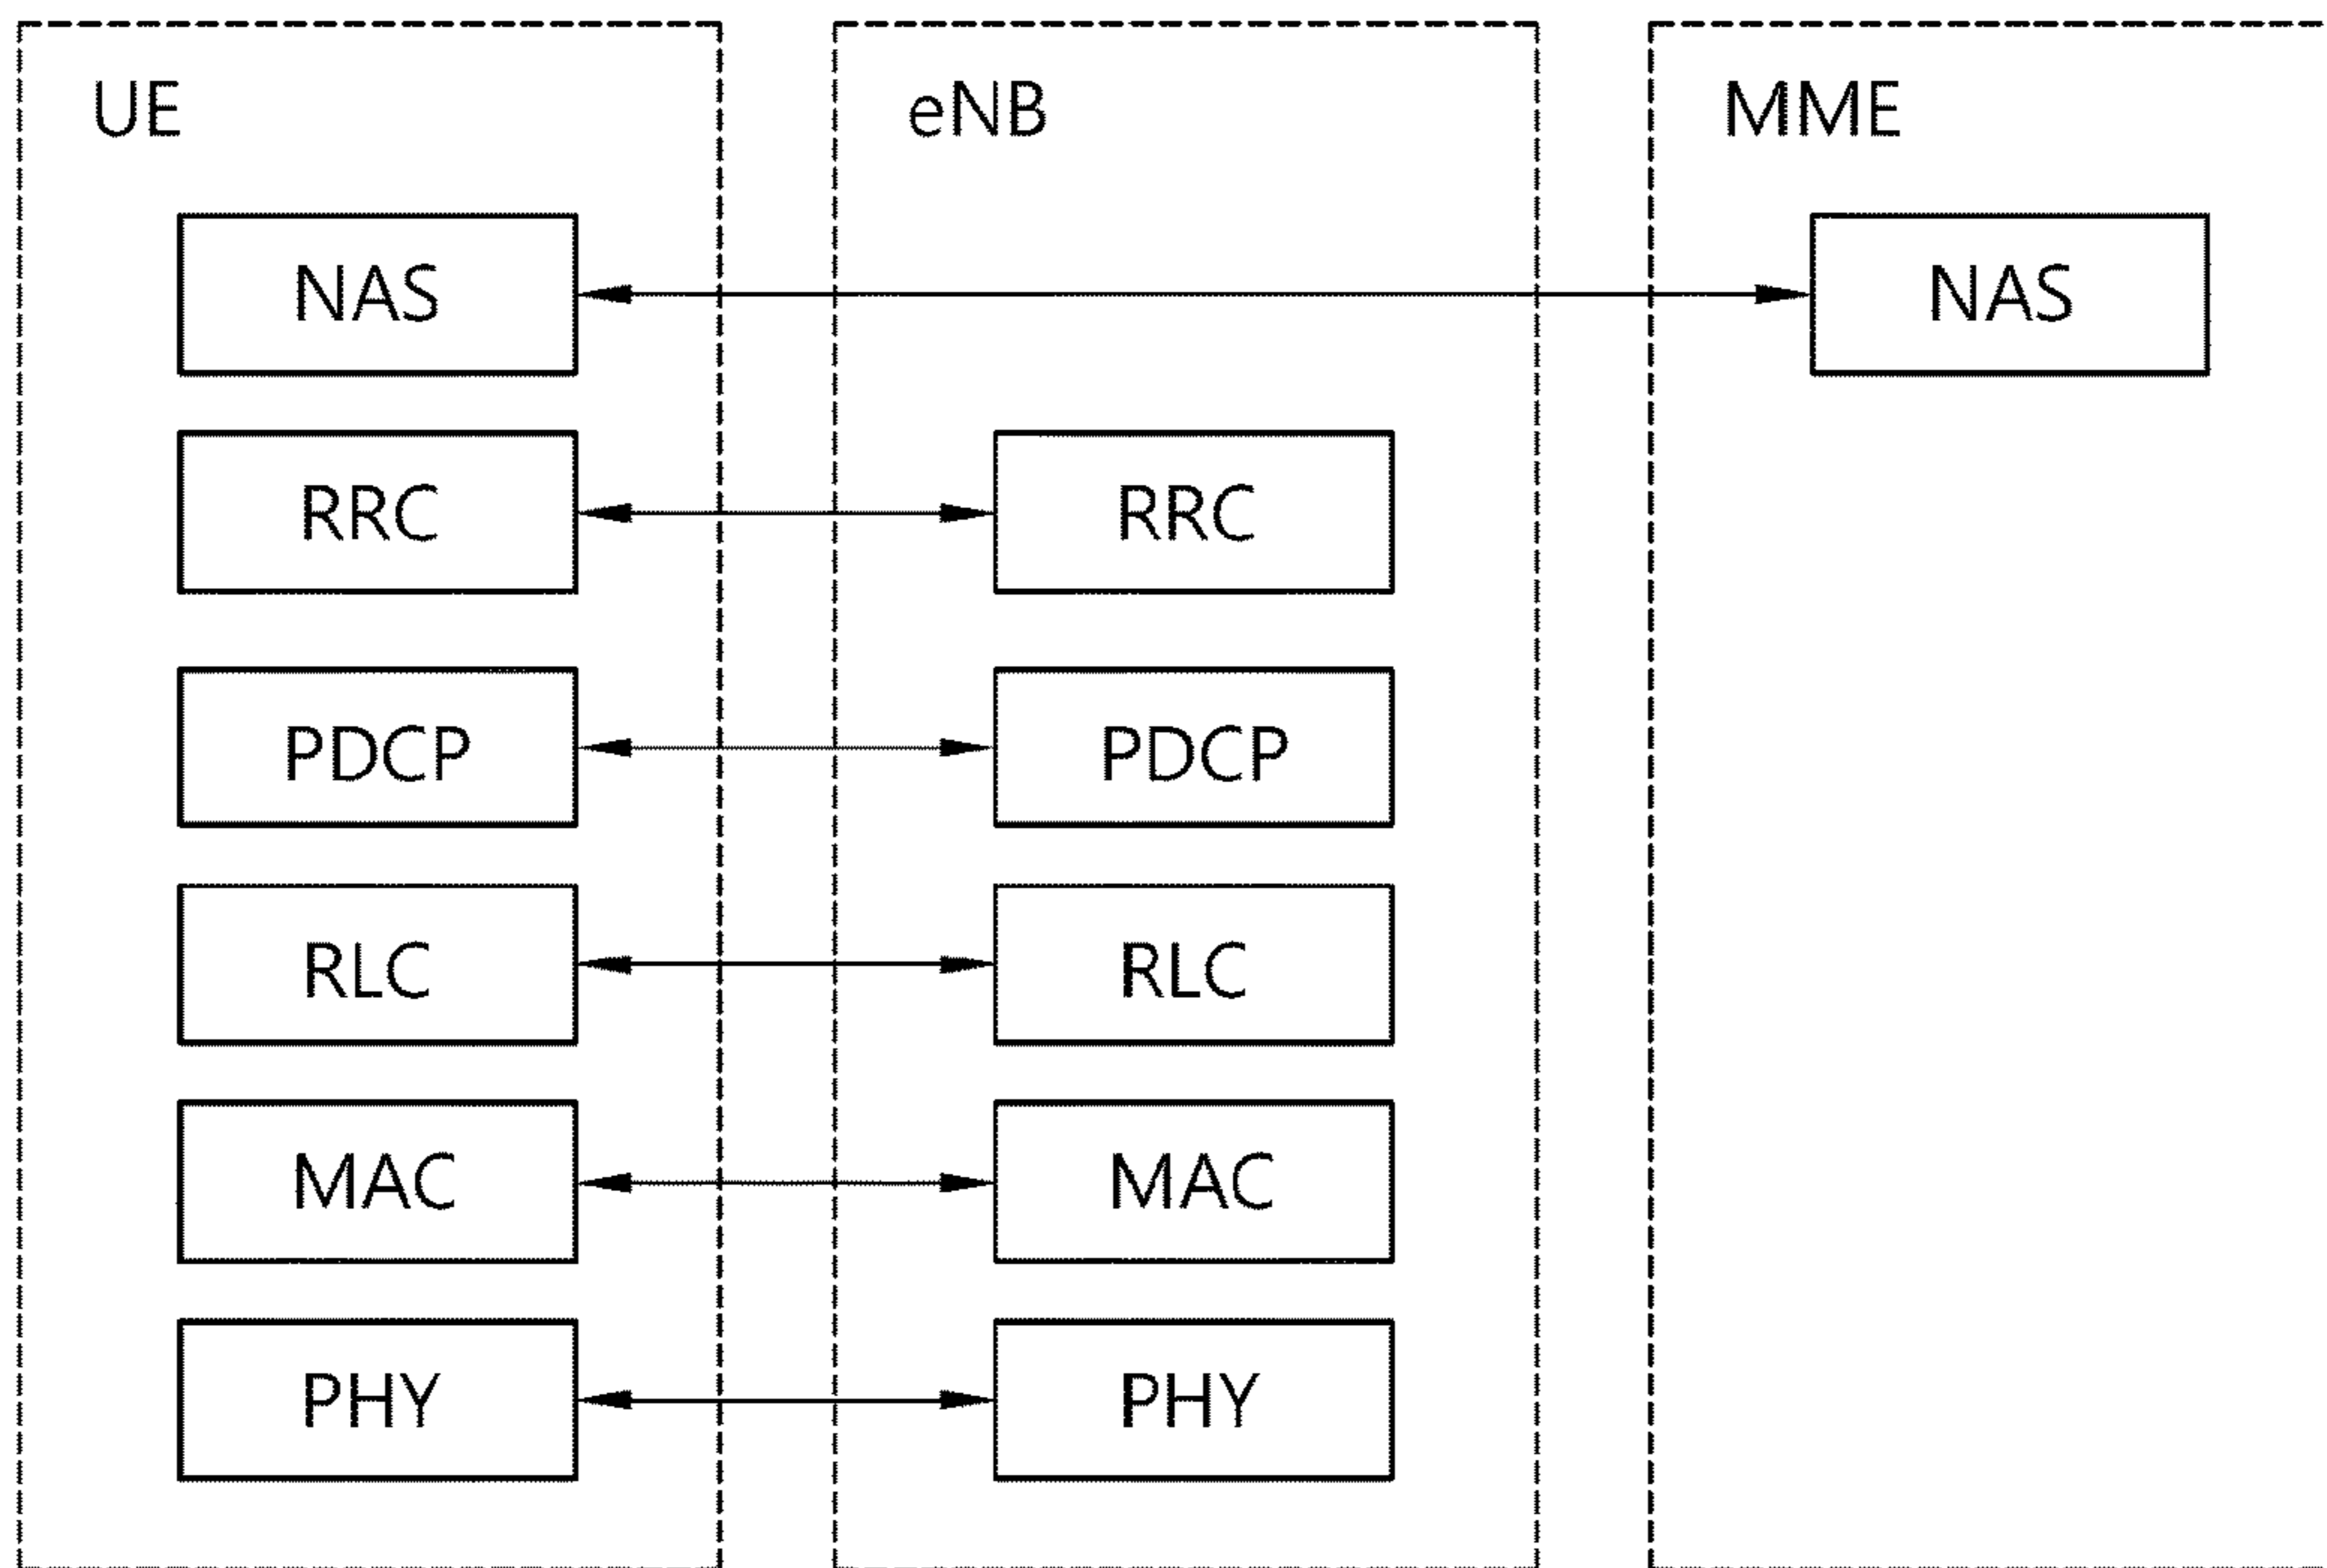 UE eNB MME
NAS NAS
RRC RRC
PDCP PDCP
RLC RLC
MAC MAC
PHY PHY